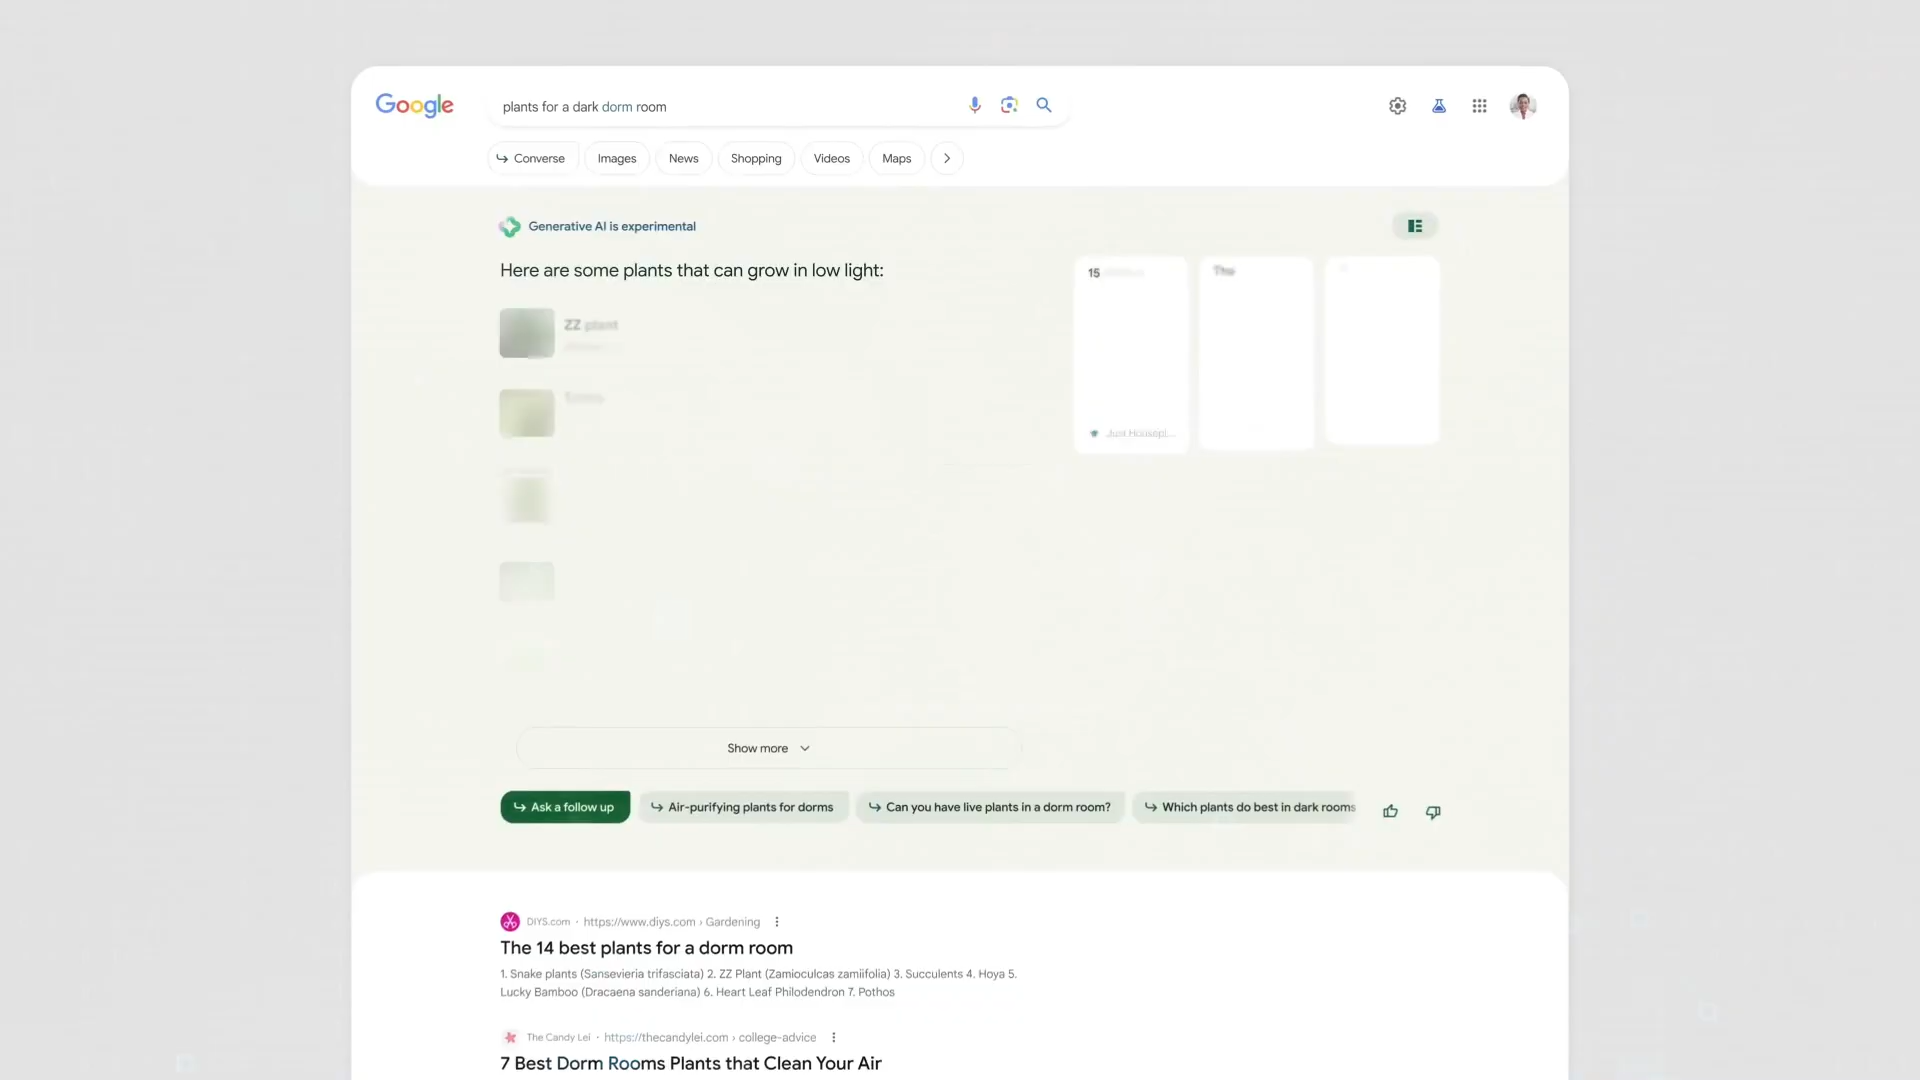 Google
plants for a dark dorm room
Converse
Images
News
Shopping
Videos
Maps
Generative AI is experimental
Here are some plants that can grow in low light:
15
ZZ plant
Just Housepl...
Show more
Ask a follow up
Air-purifying plants for dorms
Can you have live plants in a dorm room?
Which plants do best in dark rooms
DIYS.com · https://www.diys.com › Gardening
The 14 best plants for a dorm room
1. Snake plants (Sansevieria trifasciata) 2. ZZ Plant (Zamioculcas zamiifolia) 3. Succulents 4. Hoya 5.
Lucky Bamboo (Dracaena sanderiana) 6. Heart Leaf Philodendron 7. Pothos
The Candy Lei · https://thecandylei.com › college-advice
7 Best Dorm Rooms Plants that Clean Your Air